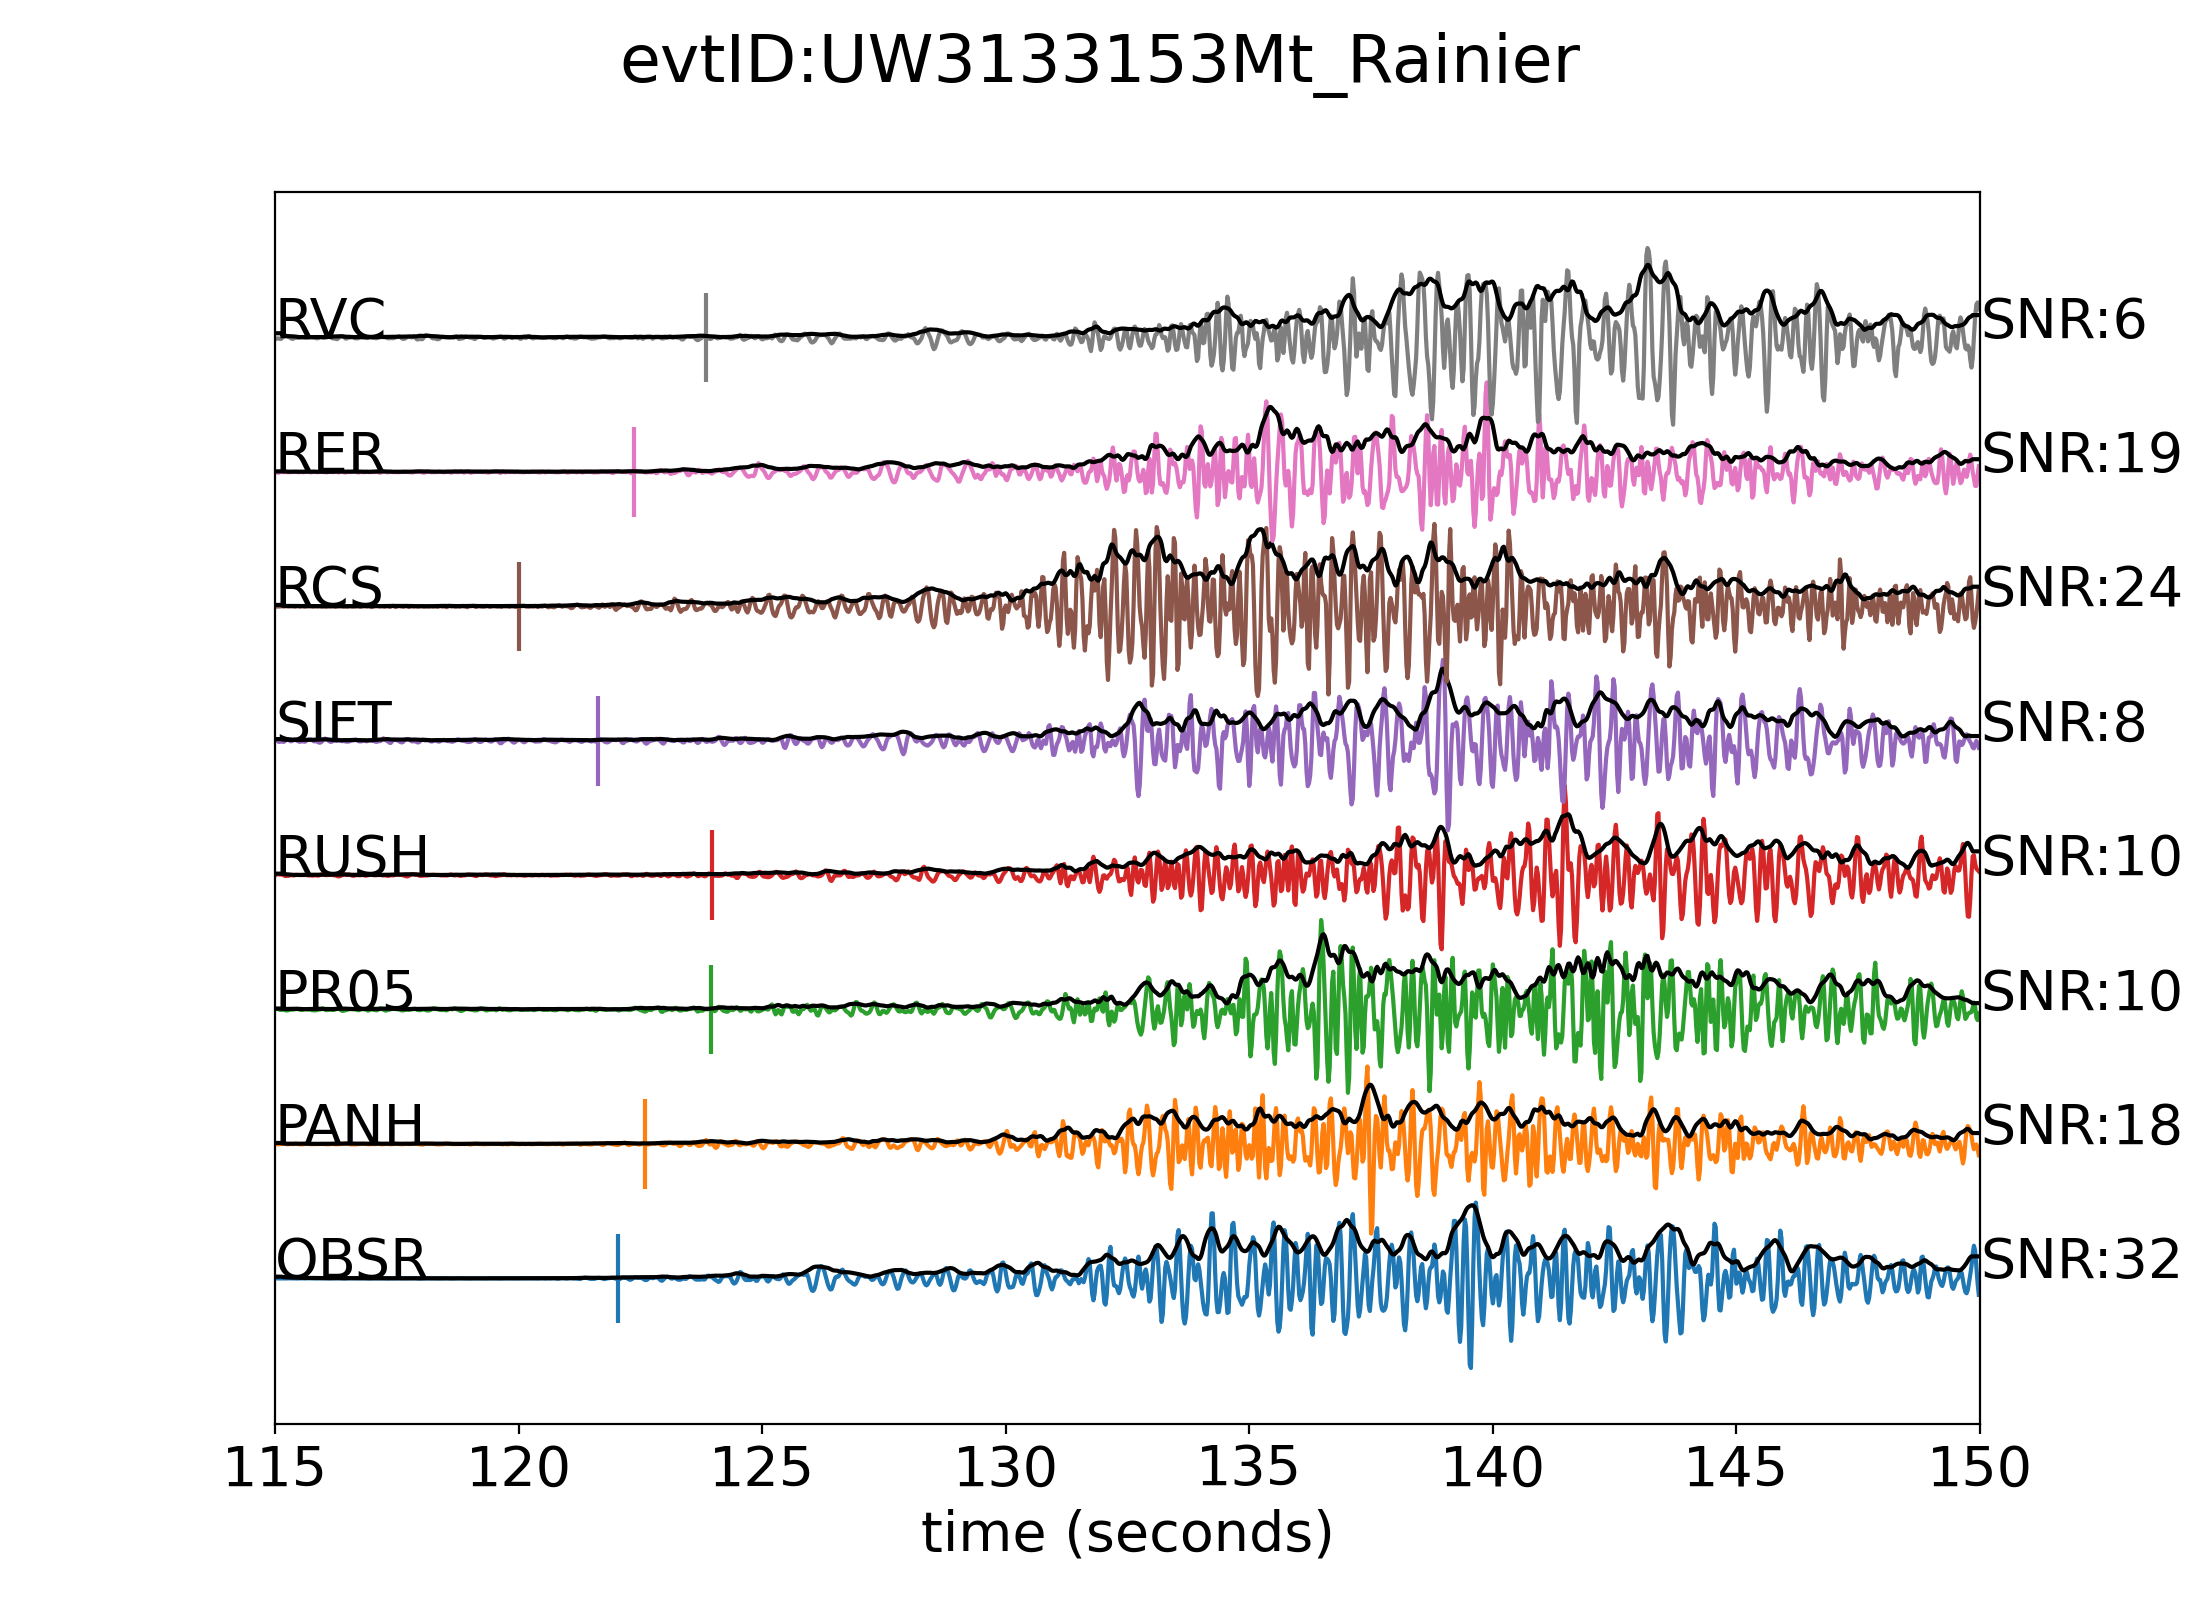 evtID:UW3133153Mt_Rainier
RVC SNR:6
RER SNR:19
RCS SNR:24
SIFT SNR:8
RUSH SNR:10
PR05 SNR:10
PANH SNR:18
OBSR SNR:32
115 120 125 130 135 140 145 150
time (seconds)